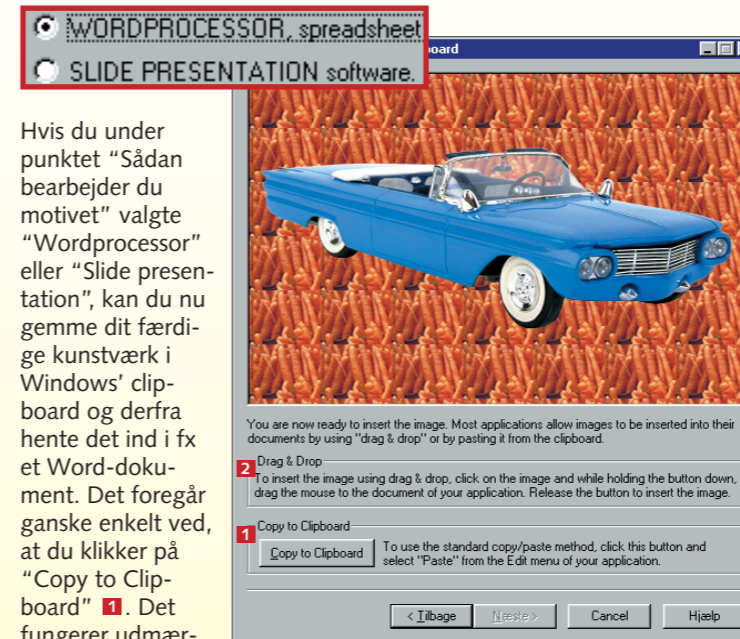 WORDPROCESSOR, spreadsheet
SLIDE PRESENTATION software.
Hvis du under
punktet “Sådan
bearbejder du
motivet” valgte
“Wordprocessor”
eller “Slide presen-
tation”, kan du nu
gemme dit færdi-
ge kunstværk i
Windows’ clip-
board og derfra
hente det ind i fx
et Word-doku-
ment. Det foregår
ganske enkelt ved,
at du klikker på
“Copy to Clip-
board” 1. Det
fungerer udmær-
board
You are now ready to insert the image. Most applications allow images to be inserted into their
documents by using "drag & drop" or by pasting it from the clipboard.
Drag & Drop
2
To insert the image using drag & drop, click on the image and while holding the button down,
drag the mouse to the document of your application. Release the button to insert the image.
Copy to Clipboard
1
Copy to Clipboard
To use the standard copy/paste method, click this button and
select "Paste" from the Edit menu of your application.
< Tilbage Næste > Cancel Hjælp